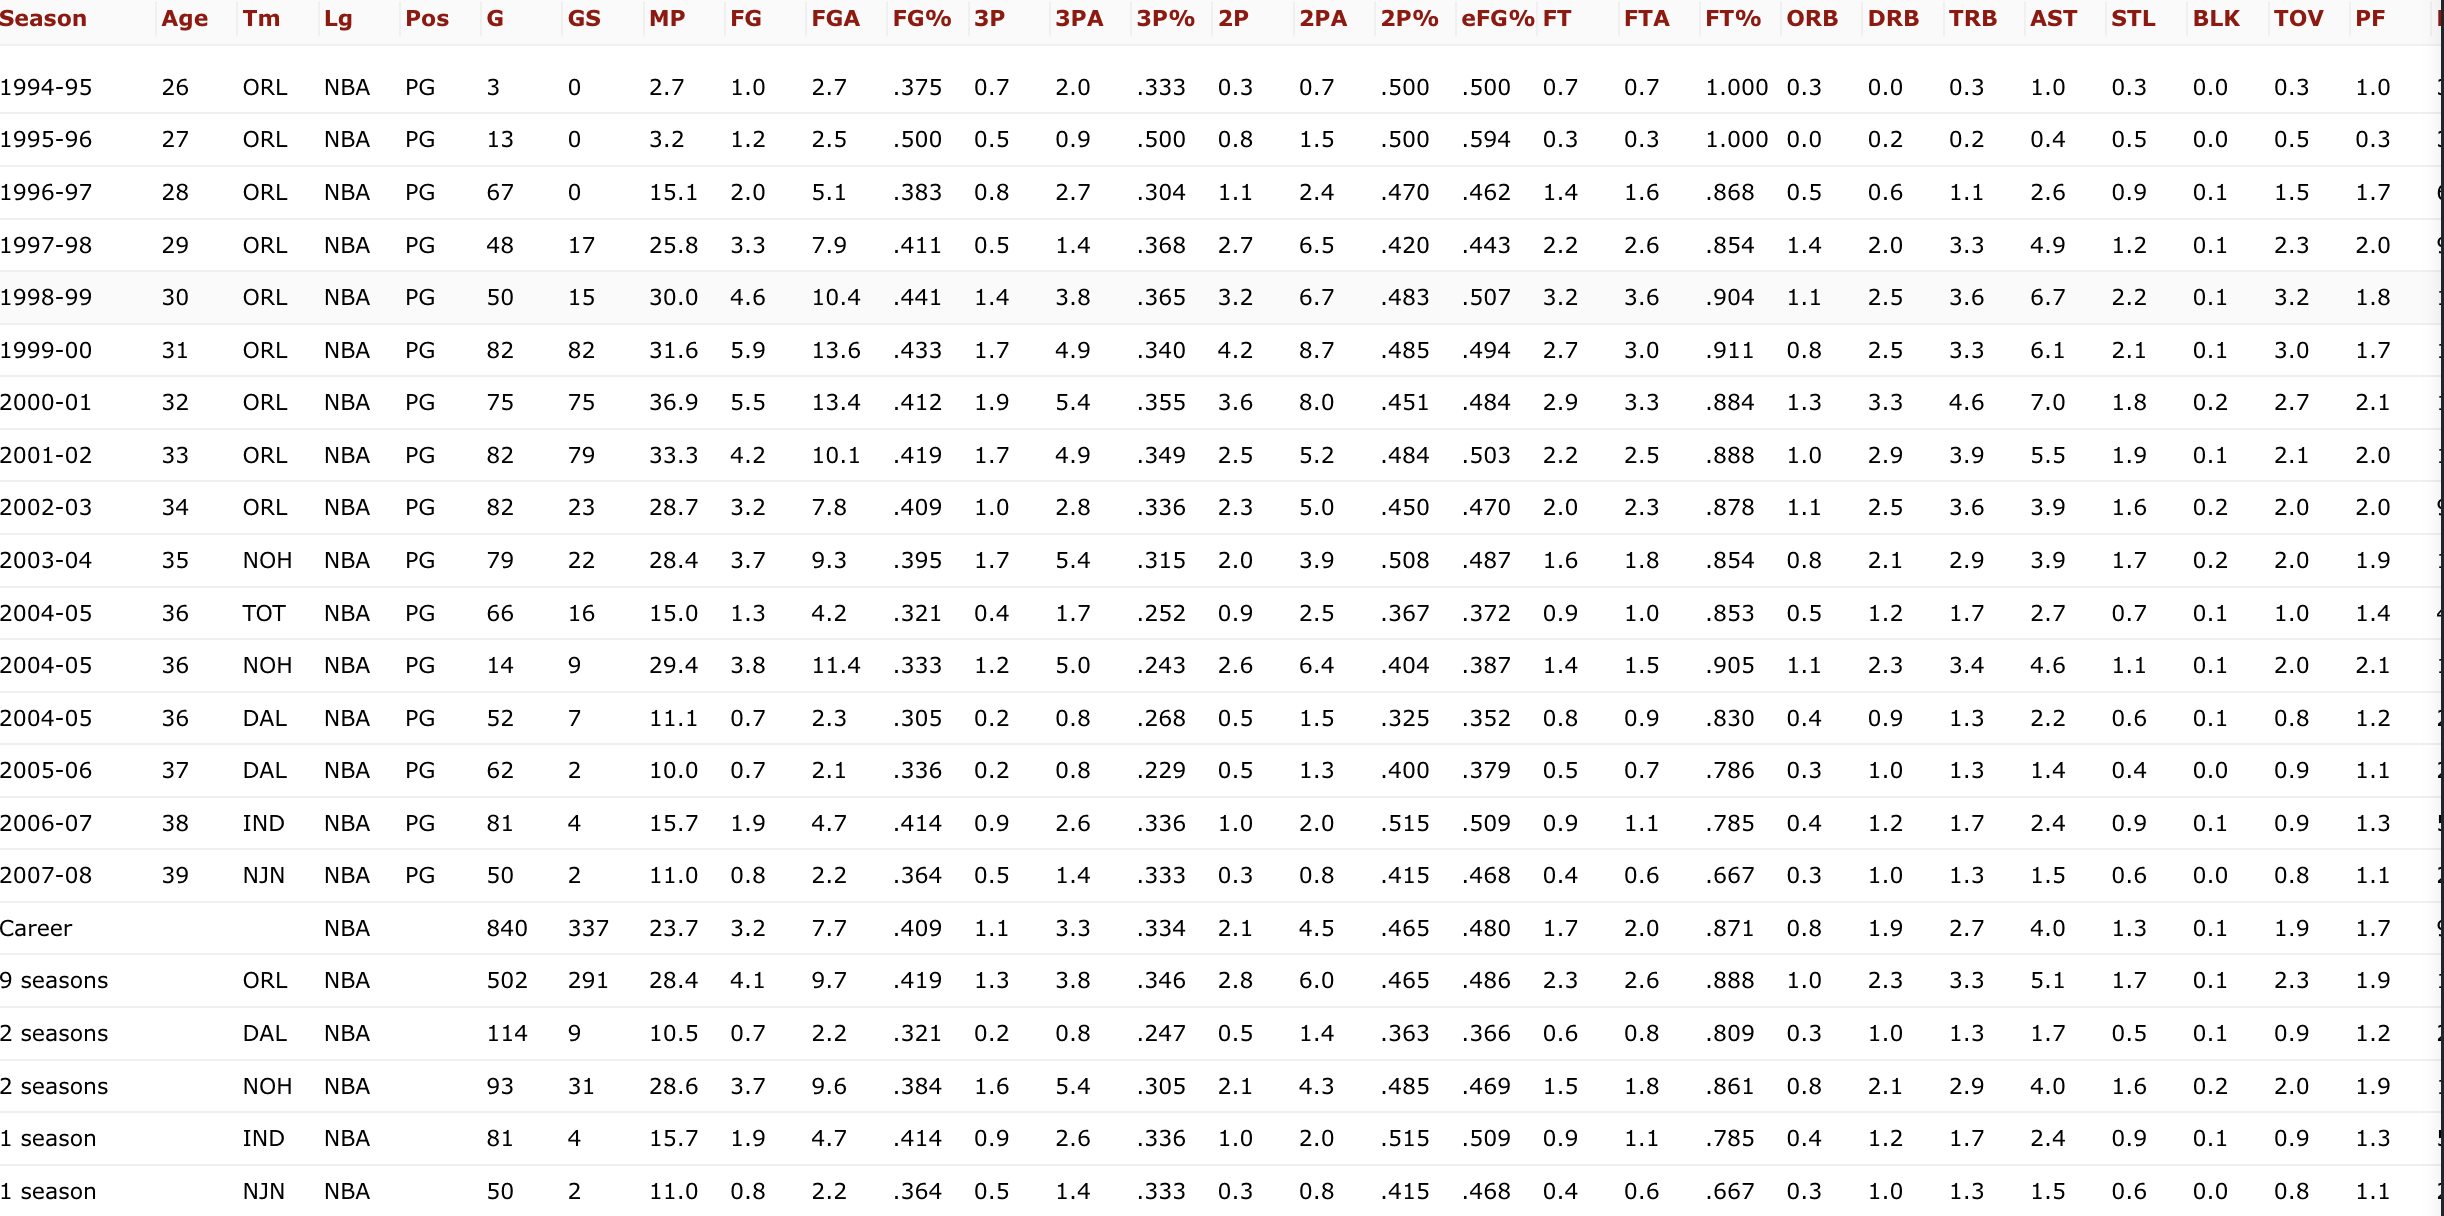 Season Age Tm Lg Pos G GS MP FG FGA FG% 3P 3PA 3P% 2P 2PA 2P% eFG% FT FTA FT% ORB DRB TRB AST STL BLK TOV PF
1994-95 26 ORL NBA PG 3 0 2.7 1.0 2.7 .375 0.7 2.0 .333 0.3 0.7 .500 .500 0.7 0.7 1.000 0.3 0.0 0.3 1.0 0.3 0.0 0.3 1.0
1995-96 27 ORL NBA PG 13 0 3.2 1.2 2.5 .500 0.5 0.9 .500 0.8 1.5 .500 .594 0.3 0.3 1.000 0.0 0.2 0.2 0.4 0.5 0.0 0.5 0.3
1996-97 28 ORL NBA PG 67 0 15.1 2.0 5.1 .383 0.8 2.7 .304 1.1 2.4 .470 .462 1.4 1.6 .868 0.5 0.6 1.1 2.6 0.9 0.1 1.5 1.7
1997-98 29 ORL NBA PG 48 17 25.8 3.3 7.9 .411 0.5 1.4 .368 2.7 6.5 .420 .443 2.2 2.6 .854 1.4 2.0 3.3 4.9 1.2 0.1 2.3 2.0
1998-99 30 ORL NBA PG 50 15 30.0 4.6 10.4 .441 1.4 3.8 .365 3.2 6.7 .483 .507 3.2 3.6 .904 1.1 2.5 3.6 6.7 2.2 0.1 3.2 1.8
1999-00 31 ORL NBA PG 82 82 31.6 5.9 13.6 .433 1.7 4.9 .340 4.2 8.7 .485 .494 2.7 3.0 .911 0.8 2.5 3.3 6.1 2.1 0.1 3.0 1.7
2000-01 32 ORL NBA PG 75 75 36.9 5.5 13.4 .412 1.9 5.4 .355 3.6 8.0 .451 .484 2.9 3.3 .884 1.3 3.3 4.6 7.0 1.8 0.2 2.7 2.1
2001-02 33 ORL NBA PG 82 79 33.3 4.2 10.1 .419 1.7 4.9 .349 2.5 5.2 .484 .503 2.2 2.5 .888 1.0 2.9 3.9 5.5 1.9 0.1 2.1 2.0
2002-03 34 ORL NBA PG 82 23 28.7 3.2 7.8 .409 1.0 2.8 .336 2.3 5.0 .450 .470 2.0 2.3 .878 1.1 2.5 3.6 3.9 1.6 0.2 2.0 2.0
2003-04 35 NOH NBA PG 79 22 28.4 3.7 9.3 .395 1.7 5.4 .315 2.0 3.9 .508 .487 1.6 1.8 .854 0.8 2.1 2.9 3.9 1.7 0.2 2.0 1.9
2004-05 36 TOT NBA PG 66 16 15.0 1.3 4.2 .321 0.4 1.7 .252 0.9 2.5 .367 .372 0.9 1.0 .853 0.5 1.2 1.7 2.7 0.7 0.1 1.0 1.4
2004-05 36 NOH NBA PG 14 9 29.4 3.8 11.4 .333 1.2 5.0 .243 2.6 6.4 .404 .387 1.4 1.5 .905 1.1 2.3 3.4 4.6 1.1 0.1 2.0 2.1
2004-05 36 DAL NBA PG 52 7 11.1 0.7 2.3 .305 0.2 0.8 .268 0.5 1.5 .325 .352 0.8 0.9 .830 0.4 0.9 1.3 2.2 0.6 0.1 0.8 1.2
2005-06 37 DAL NBA PG 62 2 10.0 0.7 2.1 .336 0.2 0.8 .229 0.5 1.3 .400 .379 0.5 0.7 .786 0.3 1.0 1.3 1.4 0.4 0.0 0.9 1.1
2006-07 38 IND NBA PG 81 4 15.7 1.9 4.7 .414 0.9 2.6 .336 1.0 2.0 .515 .509 0.9 1.1 .785 0.4 1.2 1.7 2.4 0.9 0.1 0.9 1.3
2007-08 39 NJN NBA PG 50 2 11.0 0.8 2.2 .364 0.5 1.4 .333 0.3 0.8 .415 .468 0.4 0.6 .667 0.3 1.0 1.3 1.5 0.6 0.0 0.8 1.1
Career NBA 840 337 23.7 3.2 7.7 .409 1.1 3.3 .334 2.1 4.5 .465 .480 1.7 2.0 .871 0.8 1.9 2.7 4.0 1.3 0.1 1.9 1.7
9 seasons ORL NBA 502 291 28.4 4.1 9.7 .419 1.3 3.8 .346 2.8 6.0 .465 .486 2.3 2.6 .888 1.0 2.3 3.3 5.1 1.7 0.1 2.3 1.9
2 seasons DAL NBA 114 9 10.5 0.7 2.2 .321 0.2 0.8 .247 0.5 1.4 .363 .366 0.6 0.8 .809 0.3 1.0 1.3 1.7 0.5 0.1 0.9 1.2
2 seasons NOH NBA 93 31 28.6 3.7 9.6 .384 1.6 5.4 .305 2.1 4.3 .485 .469 1.5 1.8 .861 0.8 2.1 2.9 4.0 1.6 0.2 2.0 1.9
1 season IND NBA 81 4 15.7 1.9 4.7 .414 0.9 2.6 .336 1.0 2.0 .515 .509 0.9 1.1 .785 0.4 1.2 1.7 2.4 0.9 0.1 0.9 1.3
1 season NJN NBA 50 2 11.0 0.8 2.2 .364 0.5 1.4 .333 0.3 0.8 .415 .468 0.4 0.6 .667 0.3 1.0 1.3 1.5 0.6 0.0 0.8 1.1